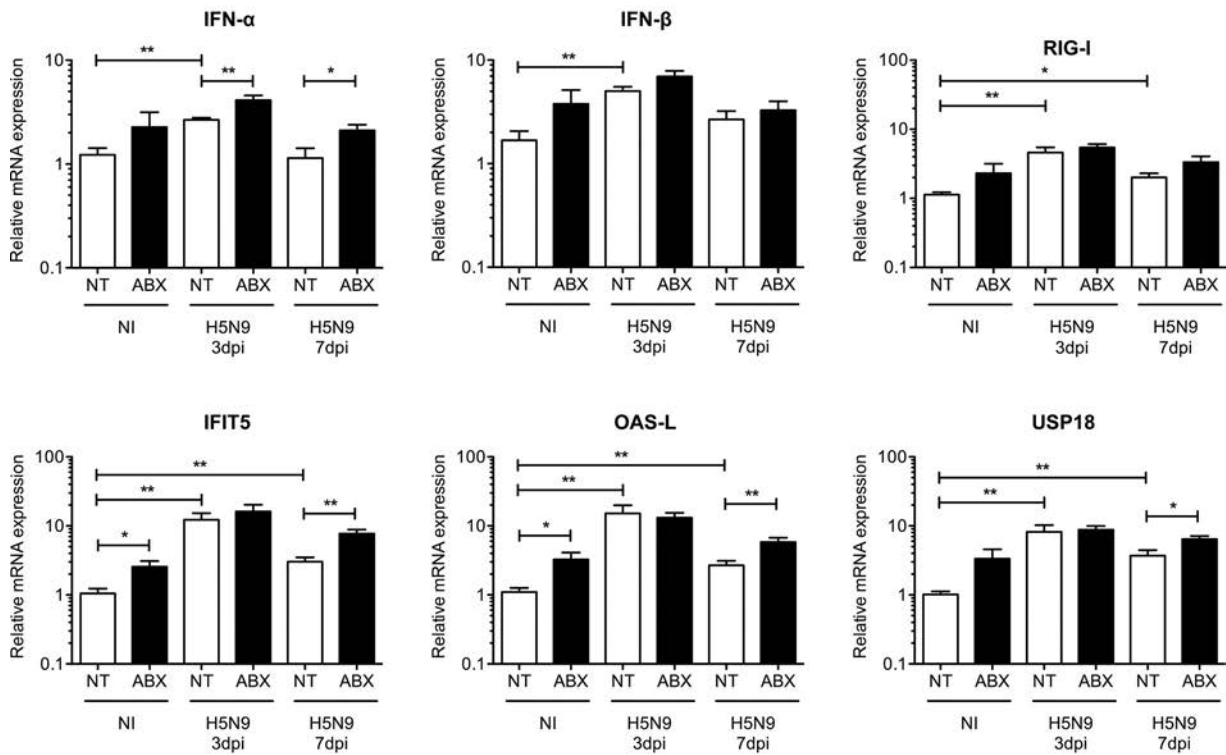 IFN-α
Relative mRNA expression
10
1
0.1
**
**
*
NT ABX NT ABX NT ABX
NI H5N9 3dpi H5N9 7dpi
IFN-β
Relative mRNA expression
10
1
0.1
**
NT ABX NT ABX NT ABX
NI H5N9 3dpi H5N9 7dpi
RIG-I
Relative mRNA expression
100
10
1
0.1
*
**
NT ABX NT ABX NT ABX
NI H5N9 3dpi H5N9 7dpi
IFIT5
Relative mRNA expression
100
10
1
0.1
**
**
**
*
NT ABX NT ABX NT ABX
NI H5N9 3dpi H5N9 7dpi
OAS-L
Relative mRNA expression
100
10
1
0.1
**
**
**
*
NT ABX NT ABX NT ABX
NI H5N9 3dpi H5N9 7dpi
USP18
Relative mRNA expression
100
10
1
0.1
**
**
*
NT ABX NT ABX NT ABX
NI H5N9 3dpi H5N9 7dpi